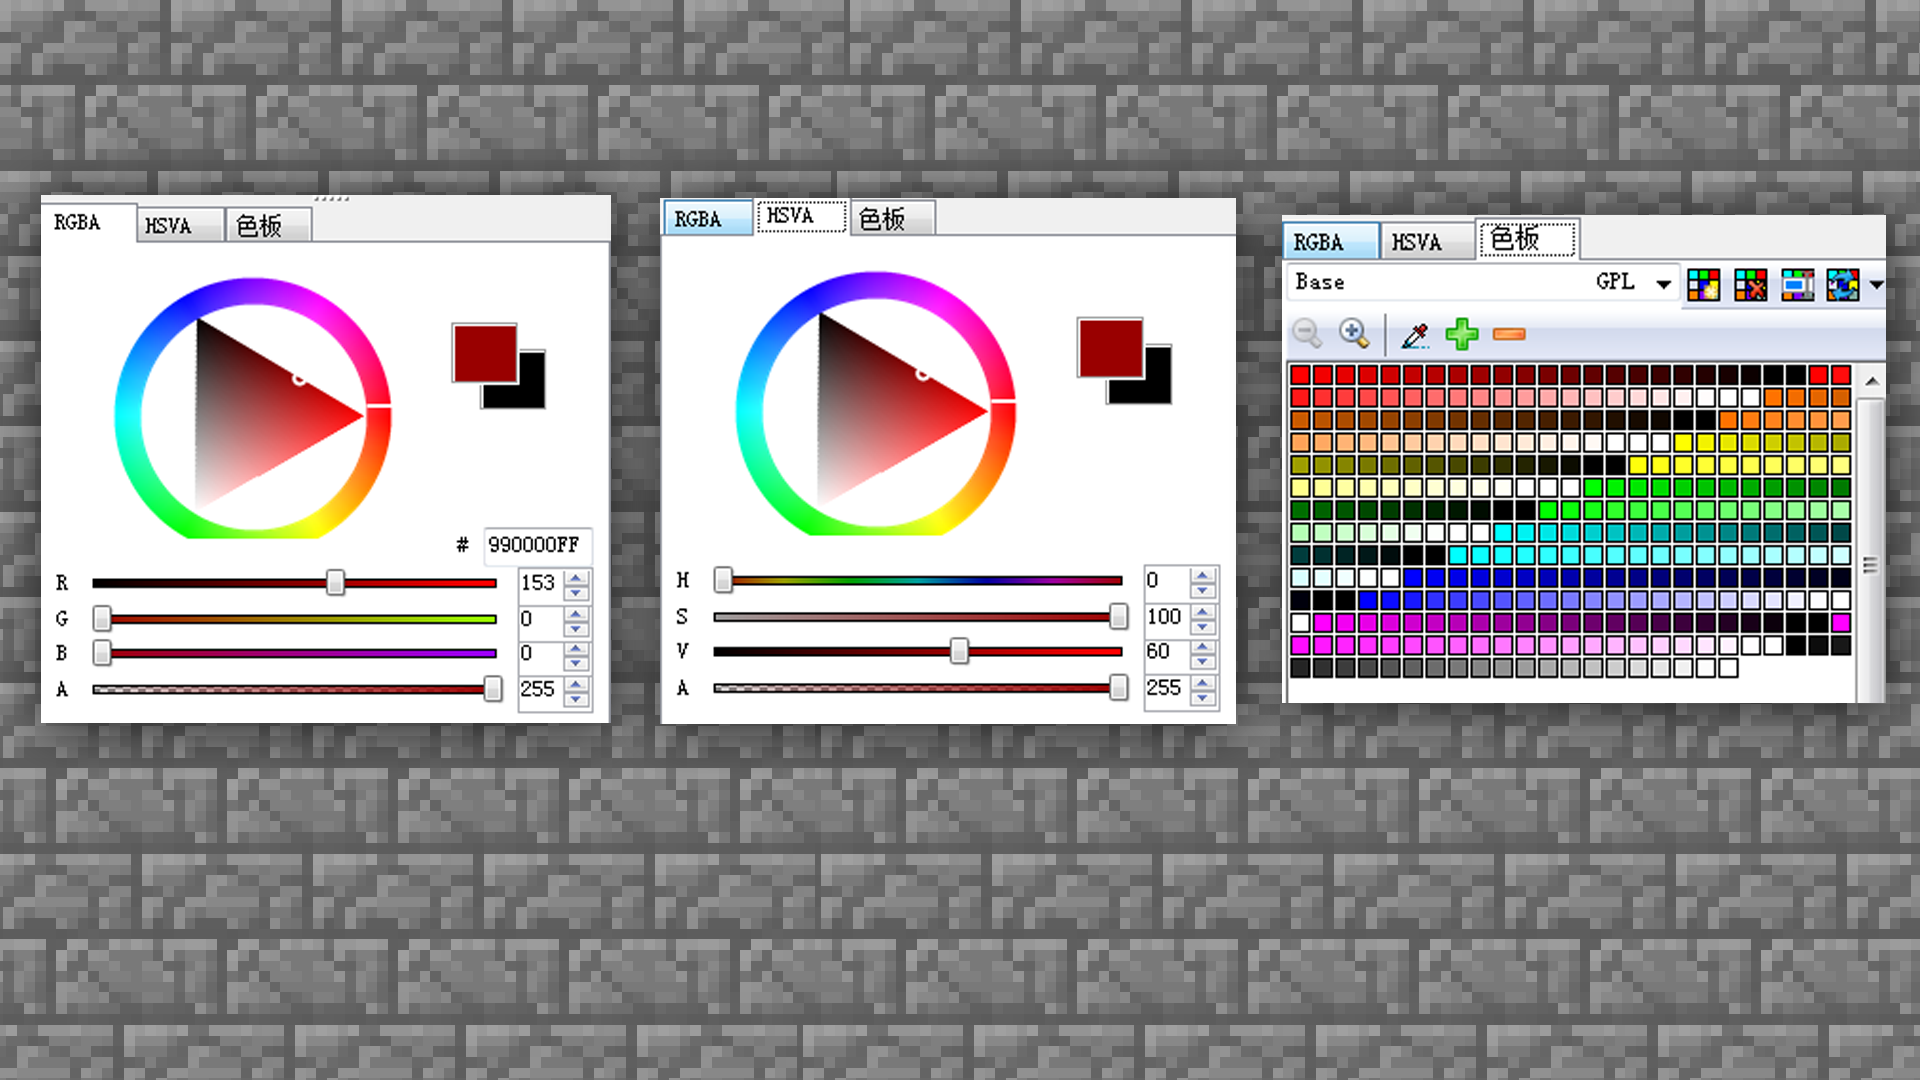 RGBA HSVA 色板
# 990000FF
R 153
G 0
B 0
A 255
RGBA HSVA 色板
H 0
S 100
V 60
A 255
RGBA HSVA 色板
Base GPL